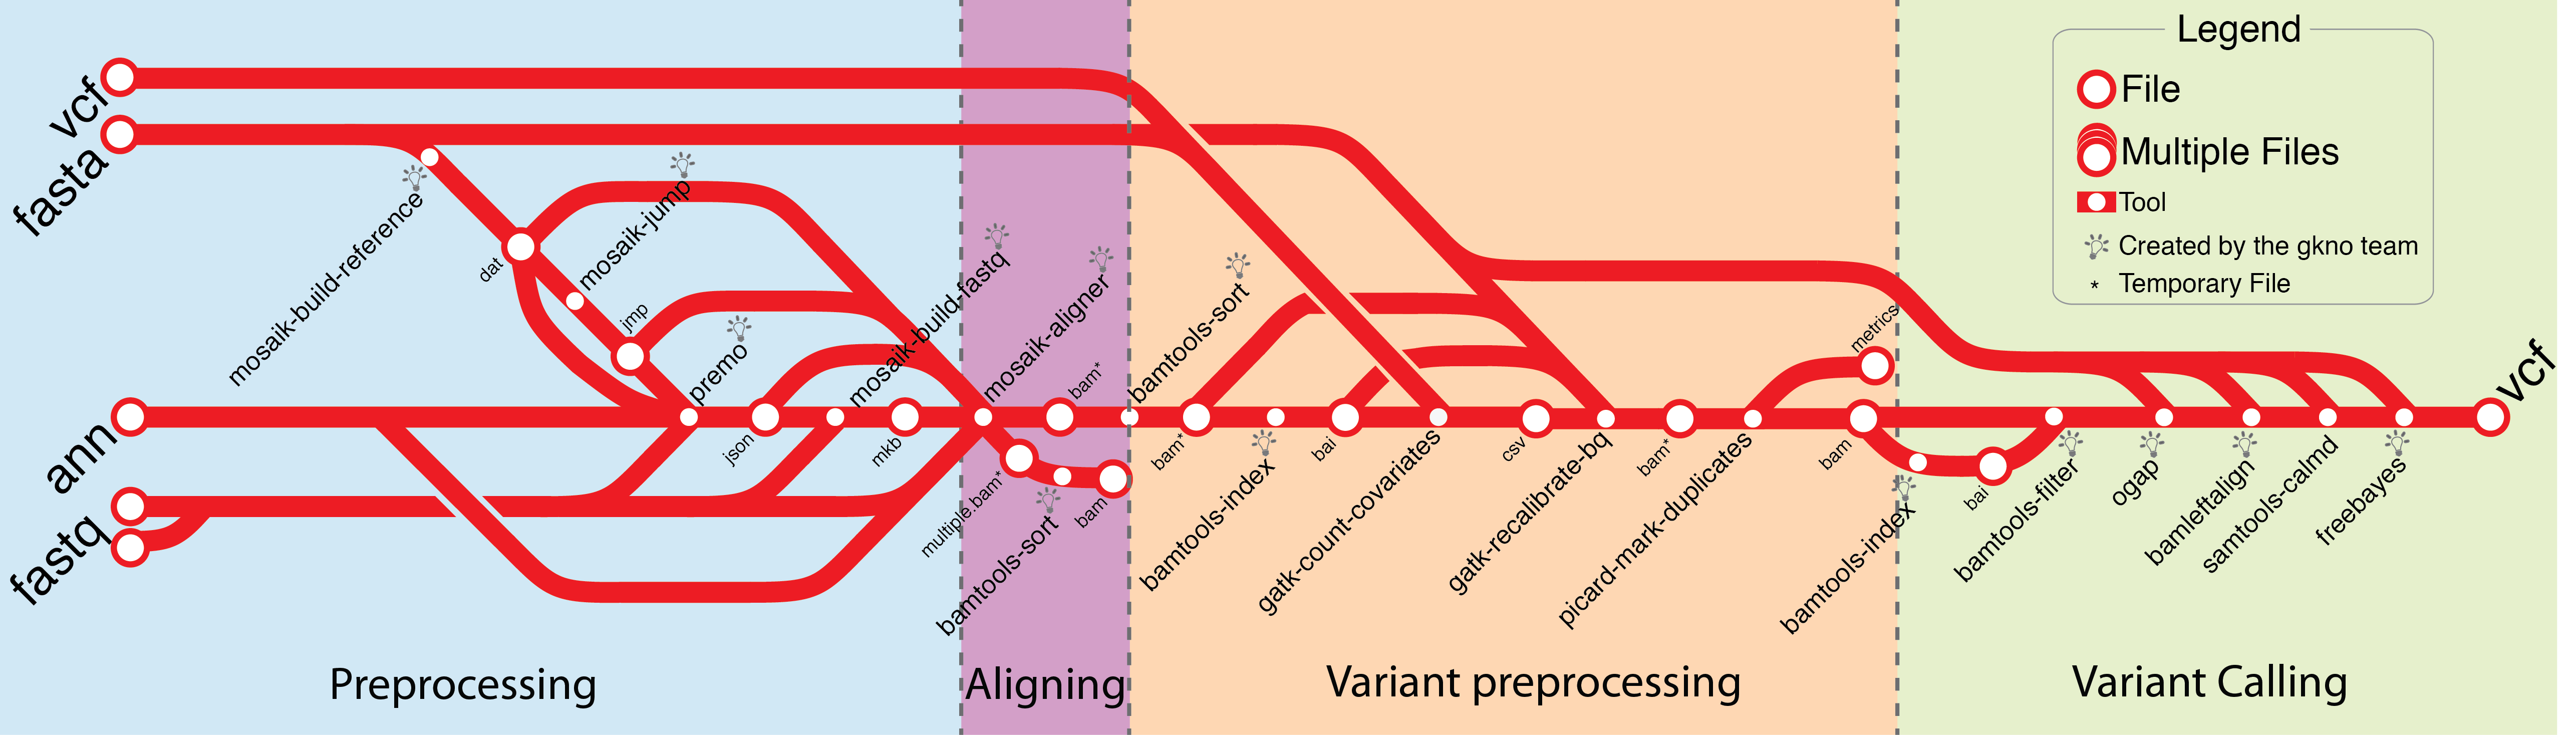 vcf
fasta
ann
fastq
mosaik-build-reference
dat
mosaik-jump
jmp
premo
json
mosaik-build-fastq
mkb
mosaik-aligner
multiple.bam*
bamtools-sort
bam
bam*
bamtools-sort
bam*
bamtools-index
bai
gatk-count-covariates
csv
gatk-recalibrate-bq
bam*
picard-mark-duplicates
metrics
bam
bamtools-index
bai
bamtools-filter
ogap
bamleftalign
samtools-calmd
freebayes
vcf
Legend
File
Multiple Files
Tool
Created by the gkno team
* Temporary File
Preprocessing
Aligning
Variant preprocessing
Variant Calling